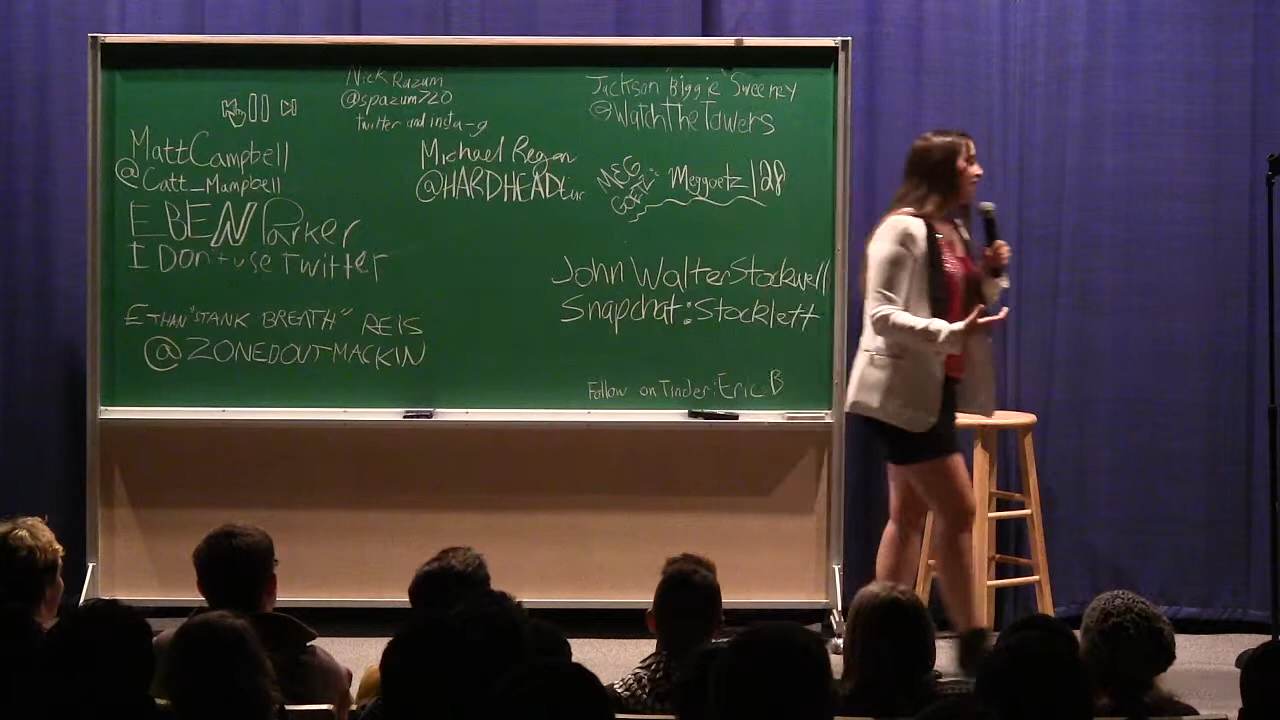 Nick Razum
@spazum720
twitter and insta-g
Jackson "Biggie" Sweeney
@WatchTheTowers
Matt Campbell
@Catt_Mampbell
Michael Regan
@HARDHEADtur
MEG GOETZ: Meggoetz128
EBEN Parker
I Don't use Twitter
John Walter Stockwell
Snapchat: Stocklett
ETHAN "STANK BREATH" REIS
@ZONEDOUTMACKIN
Follow on Tinder: Eric B